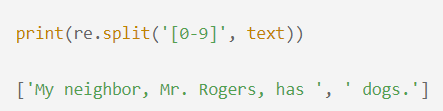 print(re.split('[0-9]', text))
['My neighbor, Mr. Rogers, has ', ' dogs.']